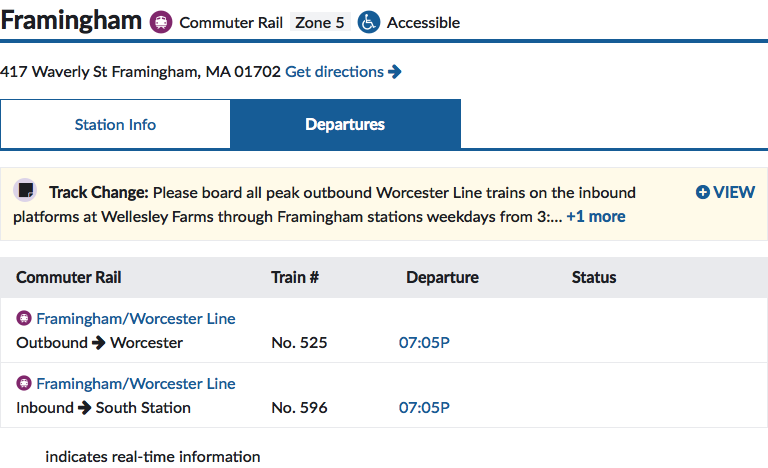 Framingham Commuter Rail Zone 5 Accessible
417 Waverly St Framingham, MA 01702 Get directions
Station Info Departures
Track Change: Please board all peak outbound Worcester Line trains on the inbound VIEW
platforms at Wellesley Farms through Framingham stations weekdays from 3:... +1 more
Commuter Rail Train # Departure Status
Framingham/Worcester Line
Outbound → Worcester No. 525 07:05P
Framingham/Worcester Line
Inbound → South Station No. 596 07:05P
indicates real-time information